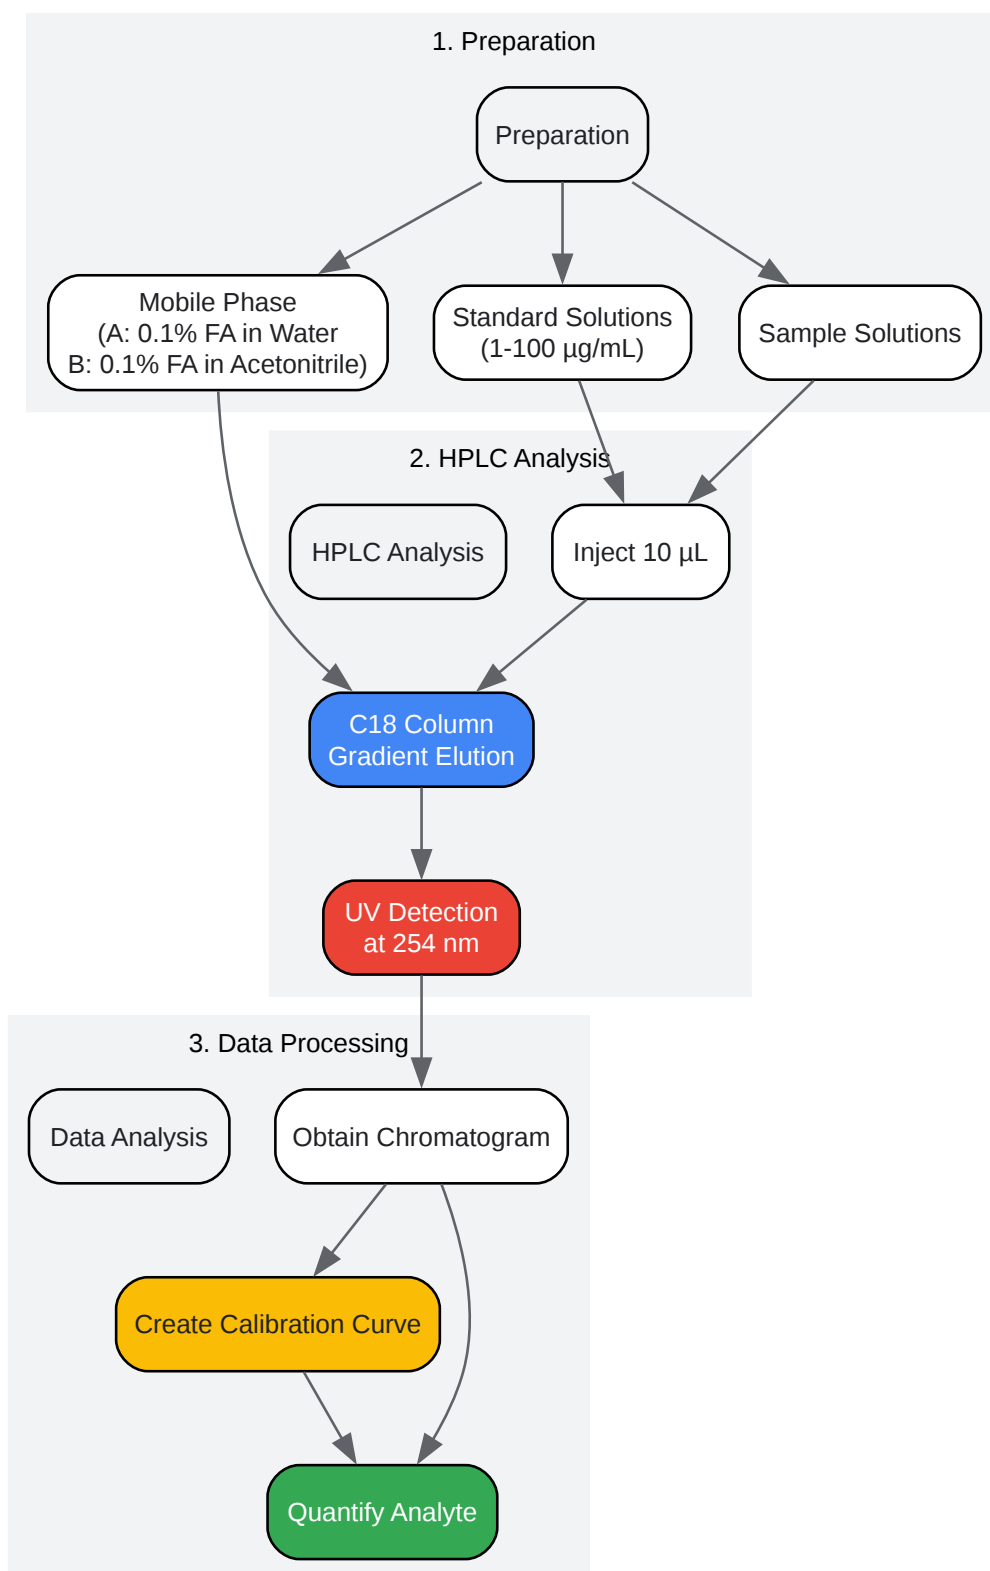 1. Preparation
Preparation
Mobile Phase
(A: 0.1% FA in Water
B: 0.1% FA in Acetonitrile)
Standard Solutions
(1-100 µg/mL)
Sample Solutions
2. HPLC Analysis
HPLC Analysis
Inject 10 µL
C18 Column
Gradient Elution
UV Detection
at 254 nm
3. Data Processing
Data Analysis
Obtain Chromatogram
Create Calibration Curve
Quantify Analyte